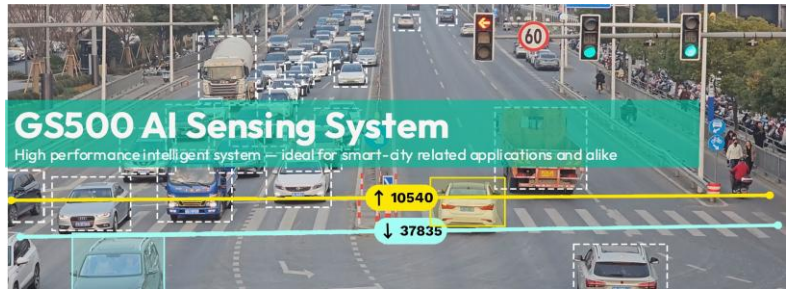 60
GS500 AI Sensing System
High performance intelligent system — ideal for smart-city related applications and alike
↑ 10540
↓ 37835